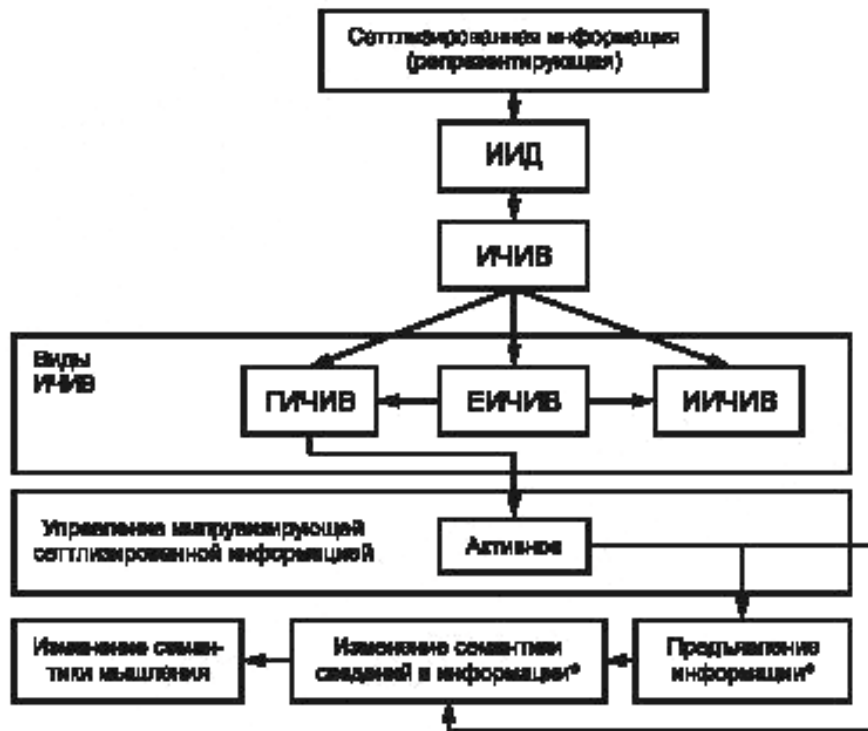 Сеттлизированная информация
(репрезентирующая)
ИИД
ИЧИВ
Виды
ИЧИВ
ГИЧИВ
ЕИЧИВ
ИИЧИВ
Управление
сеттлизированной информацией
Активное
Изменение семан-
тики мышления
Изменение семантики
сведений в информации*
Предъявление
информации*